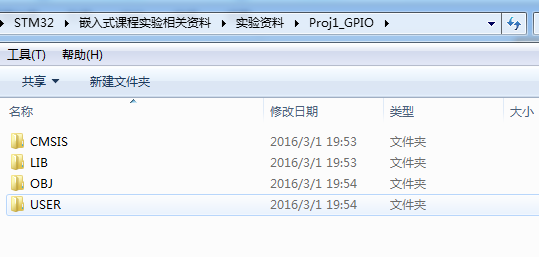 STM32 ▸ 嵌入式课程实验相关资料 ▸ 实验资料 ▸ Proj1_GPIO
工具(T) 帮助(H)
共享 新建文件夹
名称 修改日期 类型 大小
CMSIS 2016/3/1 19:53 文件夹
LIB 2016/3/1 19:53 文件夹
OBJ 2016/3/1 19:54 文件夹
USER 2016/3/1 19:54 文件夹